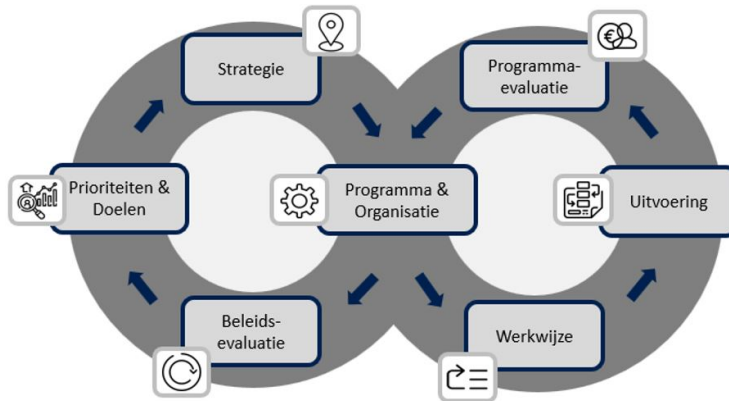 Strategie
Programma-
evaluatie
Prioriteiten &
Doelen
Programma &
Organisatie
Uitvoering
Beleids-
evaluatie
Werkwijze